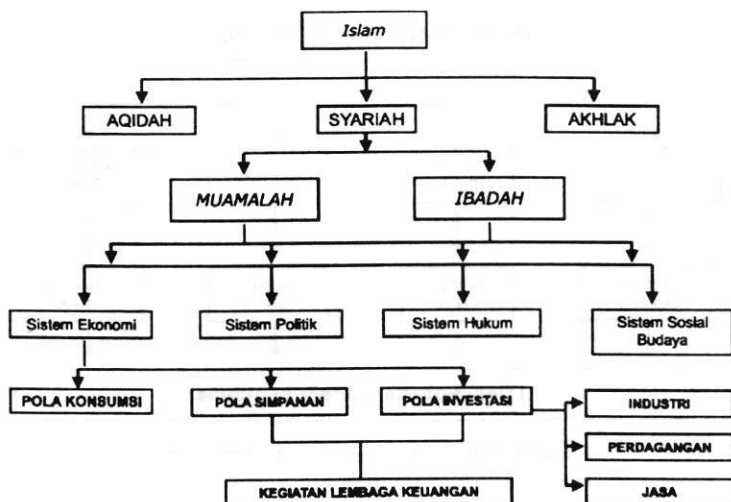 Islam
AQIDAH
SYARIAH
AKHLAK
MUAMALAH
IBADAH
Sistem Ekonomi
Sistem Politik
Sistem Hukum
Sistem Sosial
Budaya
POLA KONSUMSI
POLA SIMPANAN
POLA INVESTASI
INDUSTRI
PERDAGANGAN
KEGIATAN LEMBAGA KEUANGAN
JASA